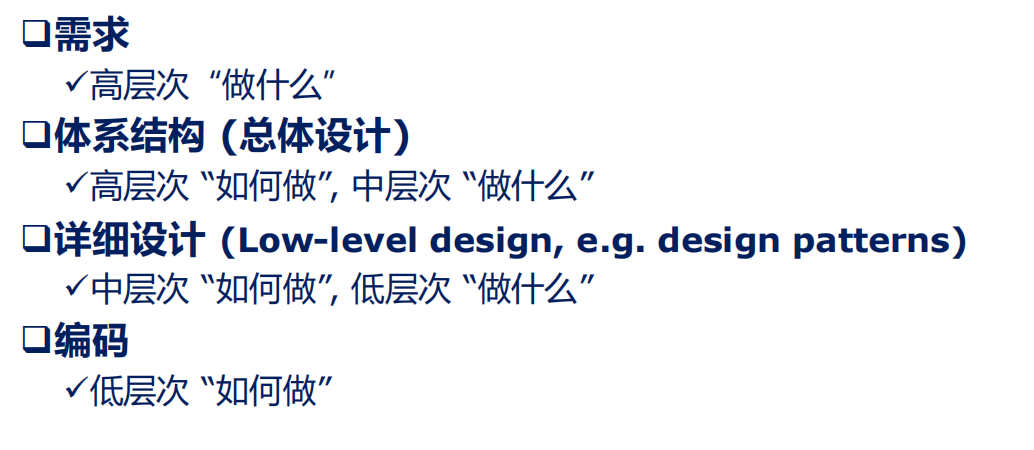 ❑需求
✓高层次 “做什么”
❑体系结构 (总体设计)
✓高层次 “如何做”, 中层次 “做什么”
❑详细设计 (Low-level design, e.g. design patterns)
✓中层次 “如何做”, 低层次 “做什么”
❑编码
✓低层次 “如何做”